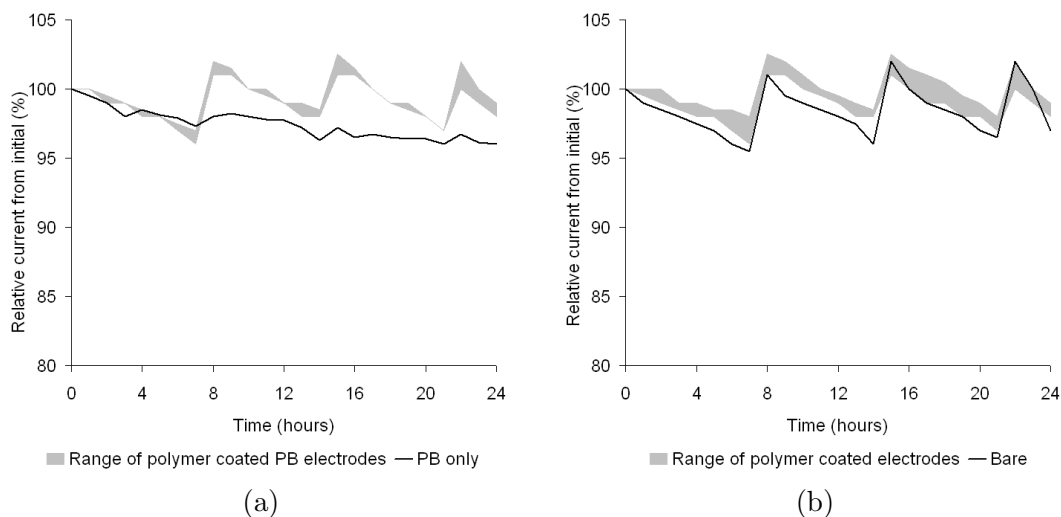 105
100
95
90
85
80
Relative current from initial (%)
0 4 8 12 16 20 24
Time (hours)
Range of polymer coated PB electrodes PB only
(a)
105
100
95
90
85
80
Relative current from initial (%)
0 4 8 12 16 20 24
Time (hours)
Range of polymer coated electrodes Bare
(b)